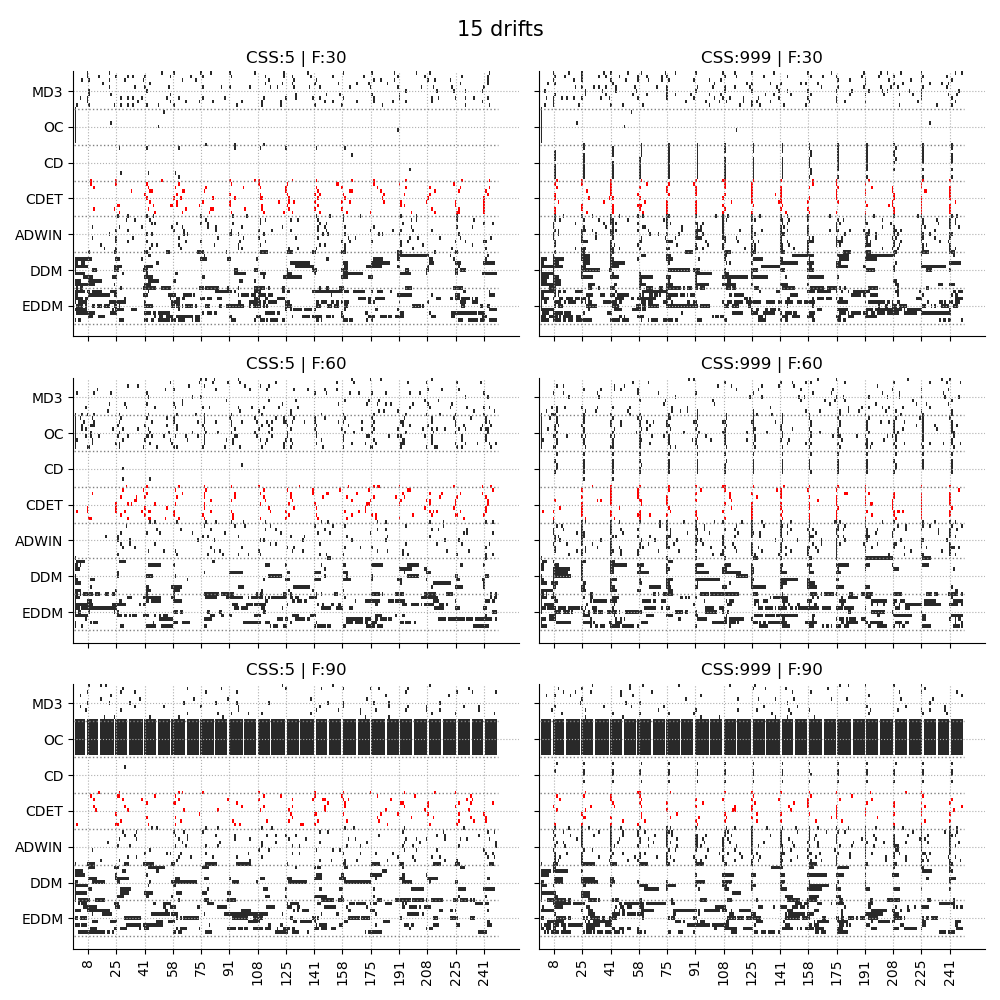 15 drifts
CSS:5 | F:30
CSS:999 | F:30
MD3
OC
CD
CDET
ADWIN
DDM
EDDM
CSS:5 | F:60
CSS:999 | F:60
MD3
OC
CD
CDET
ADWIN
DDM
EDDM
CSS:5 | F:90
CSS:999 | F:90
MD3
OC
CD
CDET
ADWIN
DDM
EDDM
8 25 41 58 75 91 108 125 141 158 175 191 208 225 241
8 25 41 58 75 91 108 125 141 158 175 191 208 225 241